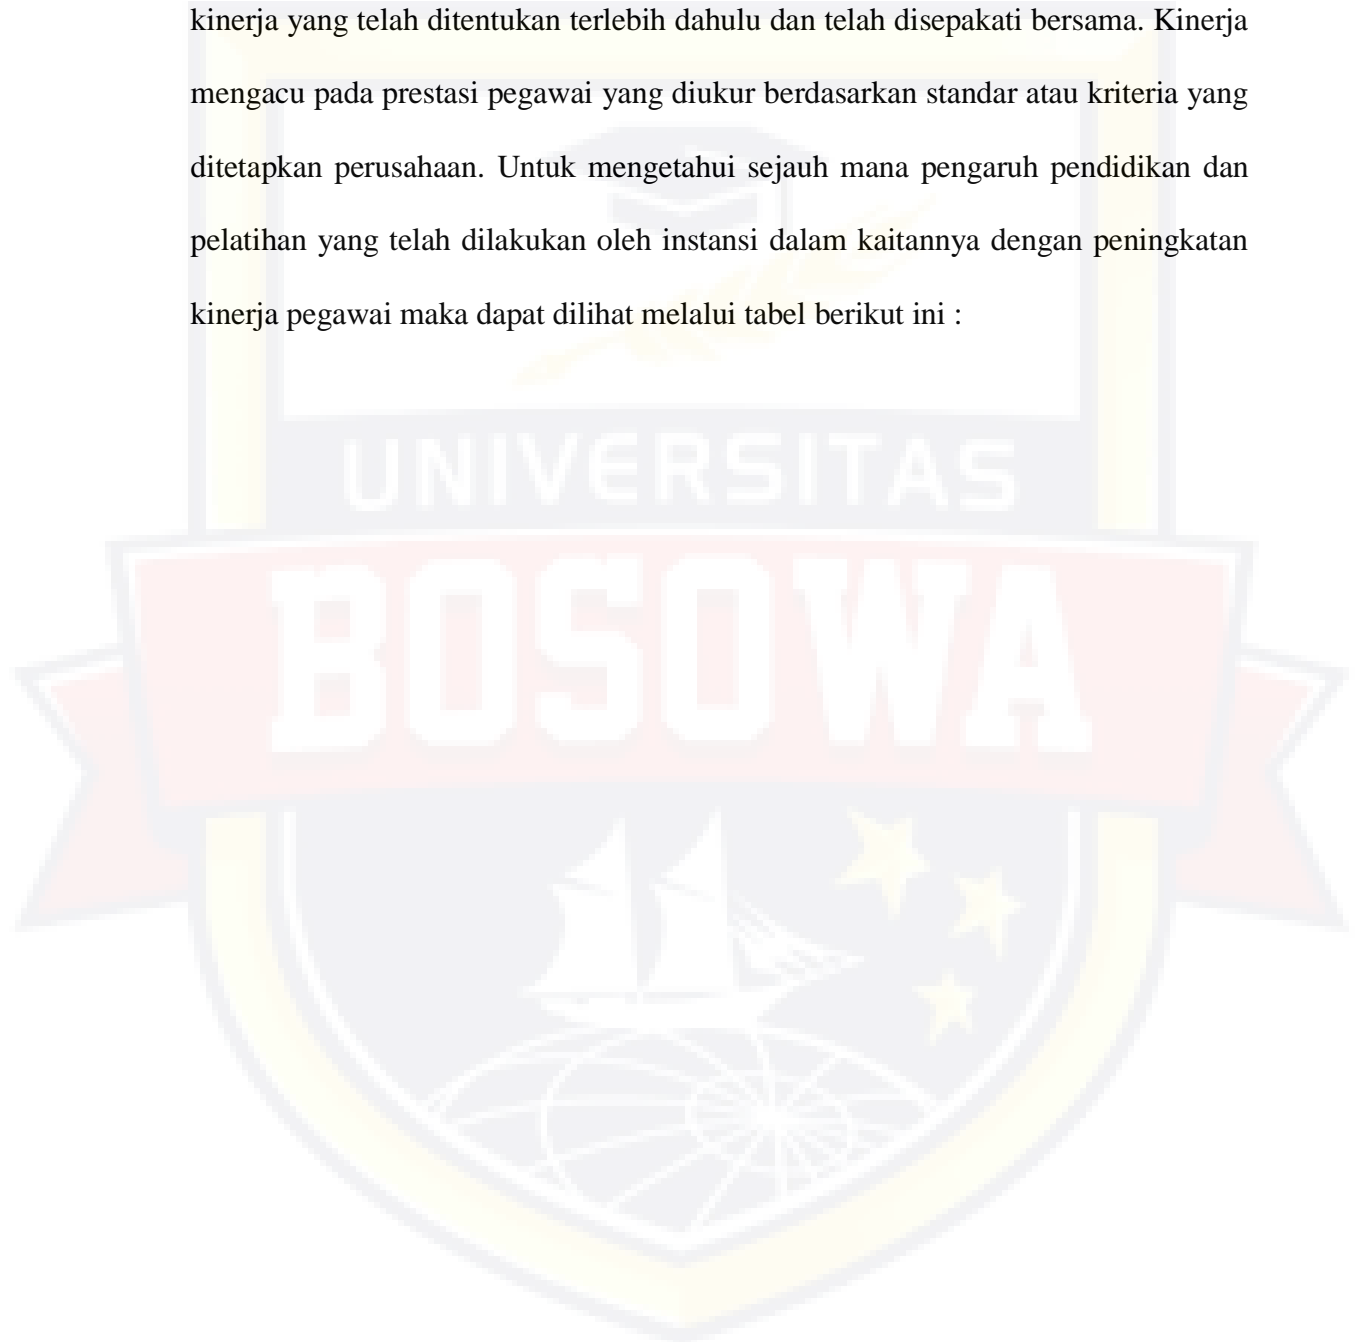 kinerja yang telah ditentukan terlebih dahulu dan telah disepakati bersama. Kinerja
mengacu pada prestasi pegawai yang diukur berdasarkan standar atau kriteria yang
ditetapkan perusahaan. Untuk mengetahui sejauh mana pengaruh pendidikan dan
pelatihan yang telah dilakukan oleh instansi dalam kaitannya dengan peningkatan
kinerja pegawai maka dapat dilihat melalui tabel berikut ini :
UNIVERSITAS
BOSOWA